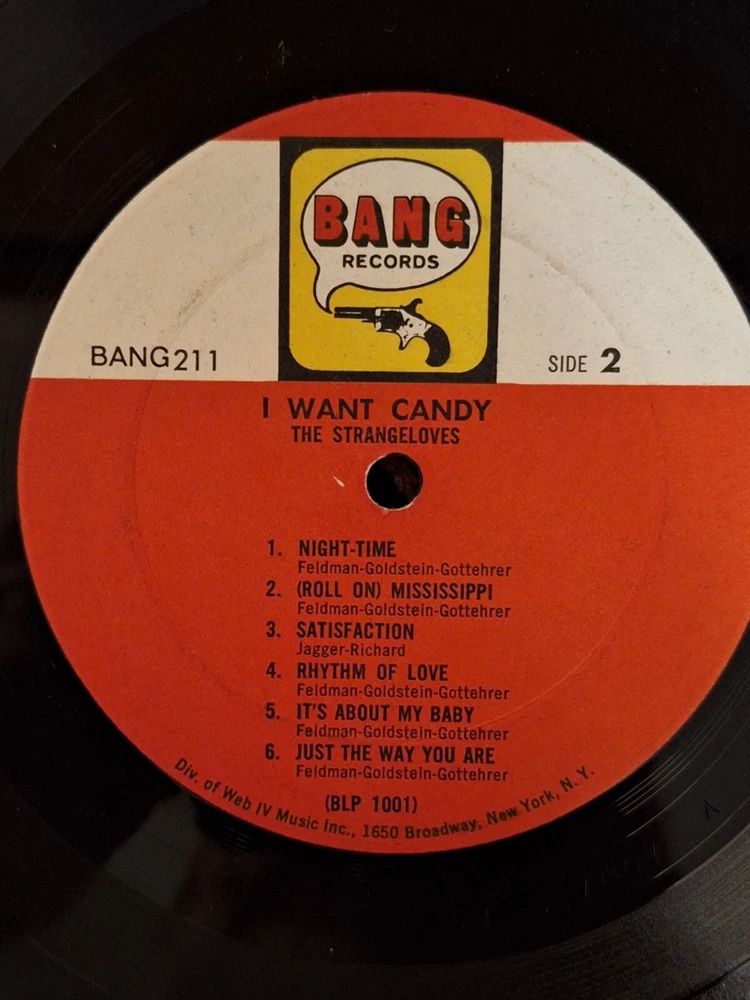 BANG
RECORDS
BANG211
SIDE 2
I WANT CANDY
THE STRANGELOVES
1. NIGHT-TIME
Feldman-Goldstein-Gottehrer
2. (ROLL ON) MISSISSIPPI
Feldman-Goldstein-Gottehrer
3. SATISFACTION
Jagger-Richard
4. RHYTHM OF LOVE
Feldman-Goldstein-Gottehrer
5. IT'S ABOUT MY BABY
Feldman-Goldstein-Gottehrer
6. JUST THE WAY YOU ARE
Feldman-Goldstein-Gottehrer
(BLP 1001)
Div. of Web IV Music Inc., 1650 Broadway, New York, N.Y.